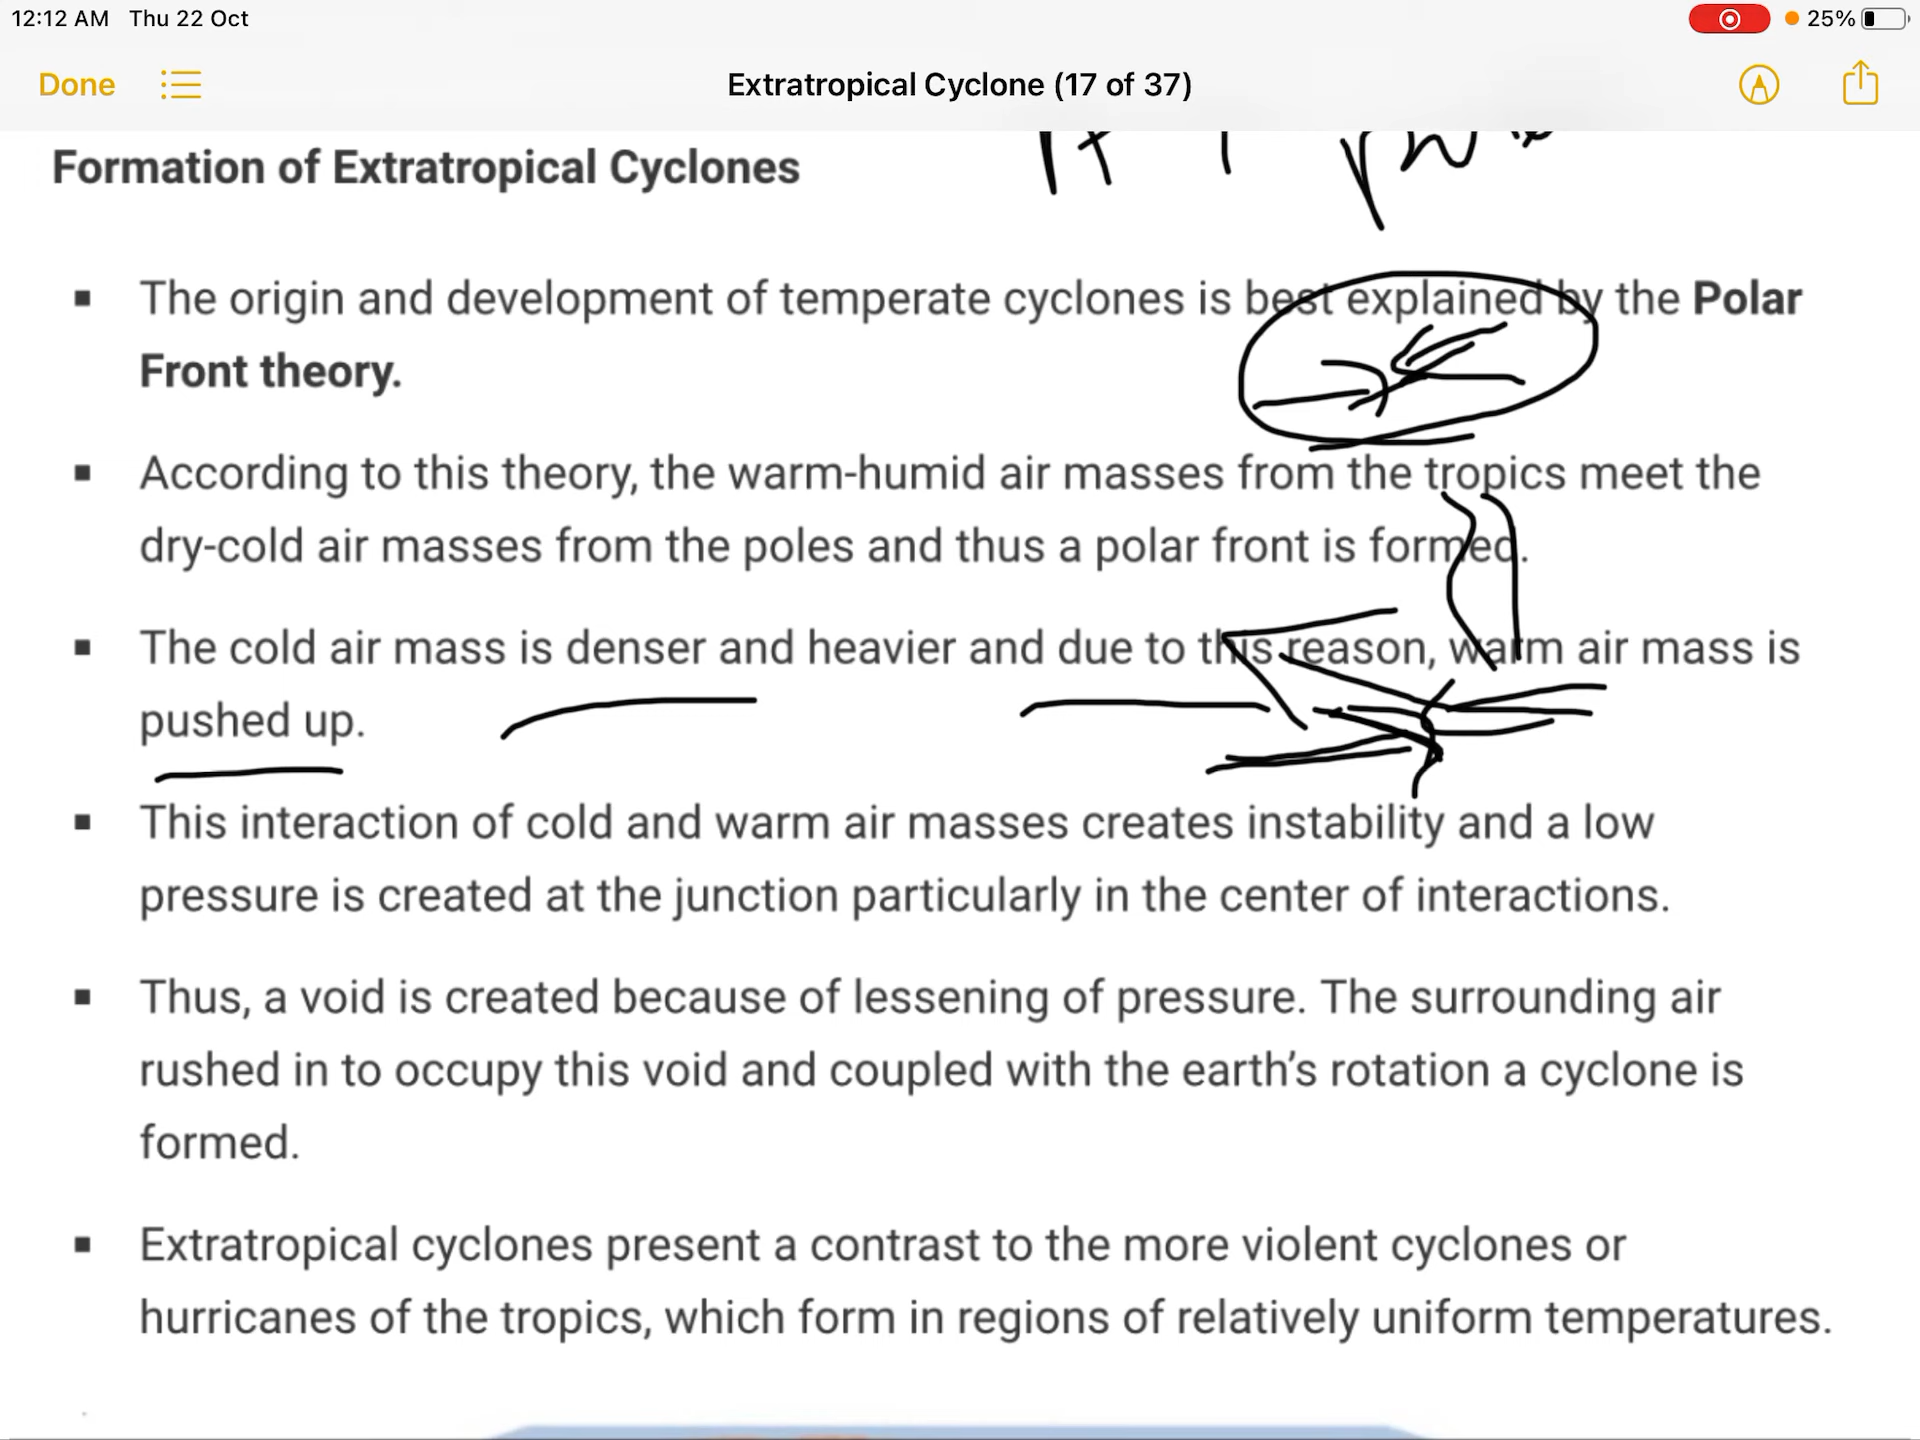 12:12 AM Thu 22 Oct
25%
Done
Extratropical Cyclone (17 of 37)
Formation of Extratropical Cyclones
▪ The origin and development of temperate cyclones is best explained by the Polar
Front theory.
▪ According to this theory, the warm-humid air masses from the tropics meet the
dry-cold air masses from the poles and thus a polar front is formed.
▪ The cold air mass is denser and heavier and due to this reason, warm air mass is
pushed up.
▪ This interaction of cold and warm air masses creates instability and a low
pressure is created at the junction particularly in the center of interactions.
▪ Thus, a void is created because of lessening of pressure. The surrounding air
rushed in to occupy this void and coupled with the earth’s rotation a cyclone is
formed.
▪ Extratropical cyclones present a contrast to the more violent cyclones or
hurricanes of the tropics, which form in regions of relatively uniform temperatures.